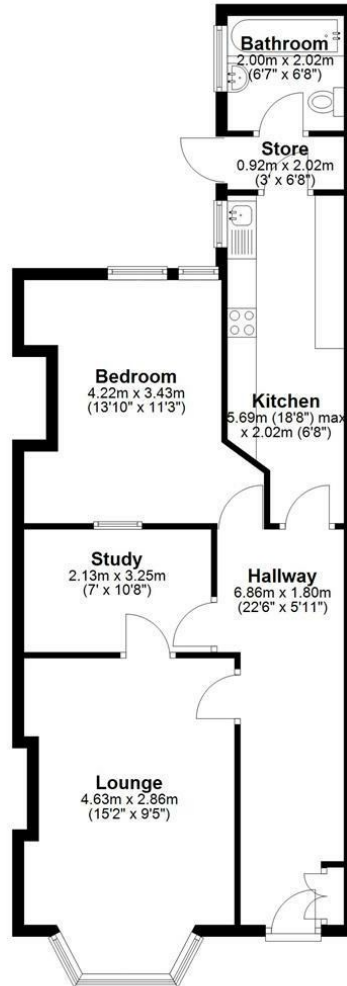 Bathroom
2.00m x 2.02m
(6'7" x 6'8")
Store
0.92m x 2.02m
(3' x 6'8")
Bedroom
4.22m x 3.43m
(13'10" x 11'3")
Kitchen
5.69m (18'8") max
x 2.02m (6'8")
Study
2.13m x 3.25m
(7' x 10'8")
Hallway
6.86m x 1.80m
(22'6" x 5'11")
Lounge
4.63m x 2.86m
(15'2" x 9'5")